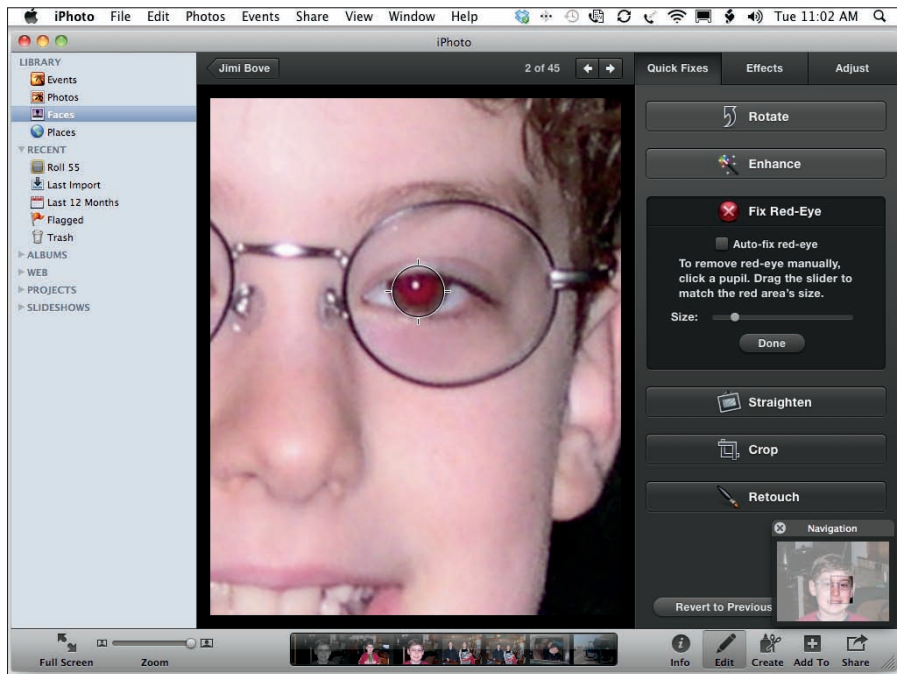 iPhoto File Edit Photos Events Share View Window Help Tue 11:02 AM
iPhoto
LIBRARY
Events
Photos
Faces
Places
RECENT
Roll 55
Last Import
Last 12 Months
Flagged
Trash
ALBUMS
WEB
PROJECTS
SLIDESHOWS
Jimi Bove
2 of 45
Quick Fixes Effects Adjust
Rotate
Enhance
Fix Red-Eye
Auto-fix red-eye
To remove red-eye manually,
click a pupil. Drag the slider to
match the red area's size.
Size:
Done
Straighten
Crop
Retouch
Navigation
Revert to Previous
Full Screen Zoom
Info Edit Create Add To Share